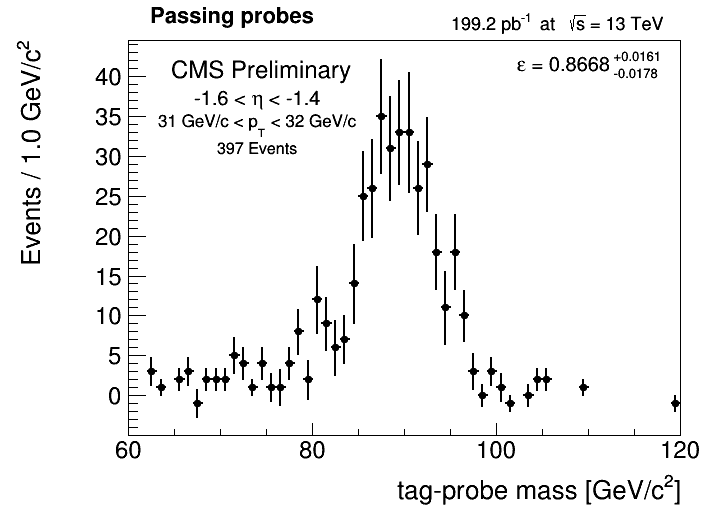 Passing probes
199.2 pb⁻¹ at √s = 13 TeV
CMS Preliminary
ε = 0.8668 +0.0161 -0.0178
-1.6 < η < -1.4
31 GeV/c < p_T < 32 GeV/c
397 Events
Events / 1.0 GeV/c²
40
35
30
25
20
15
10
5
0
60 80 100 120
tag-probe mass [GeV/c²]